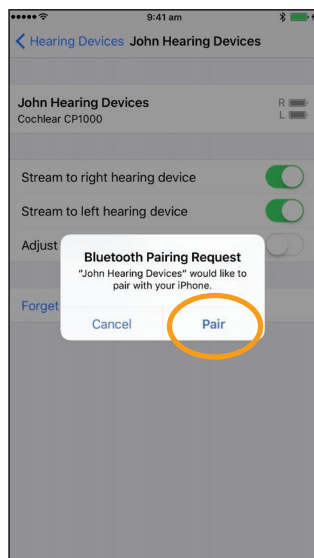 9:41 am
Hearing Devices John Hearing Devices
John Hearing Devices R
Cochlear CP1000 L
Stream to right hearing device
Stream to left hearing device
Adjust
Bluetooth Pairing Request
“John Hearing Devices” would like to
pair with your iPhone.
Forget
Cancel Pair